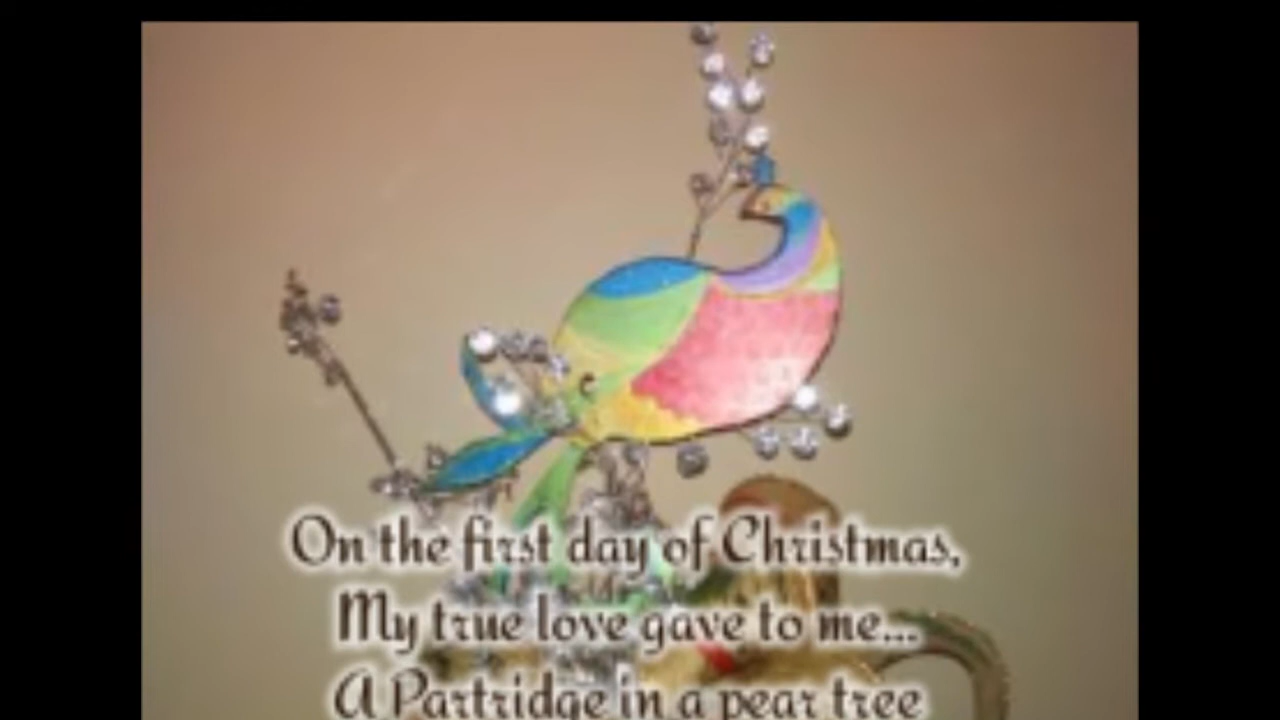 On the first day of Christmas,
My true love gave to me...
A Partridge in a pear tree